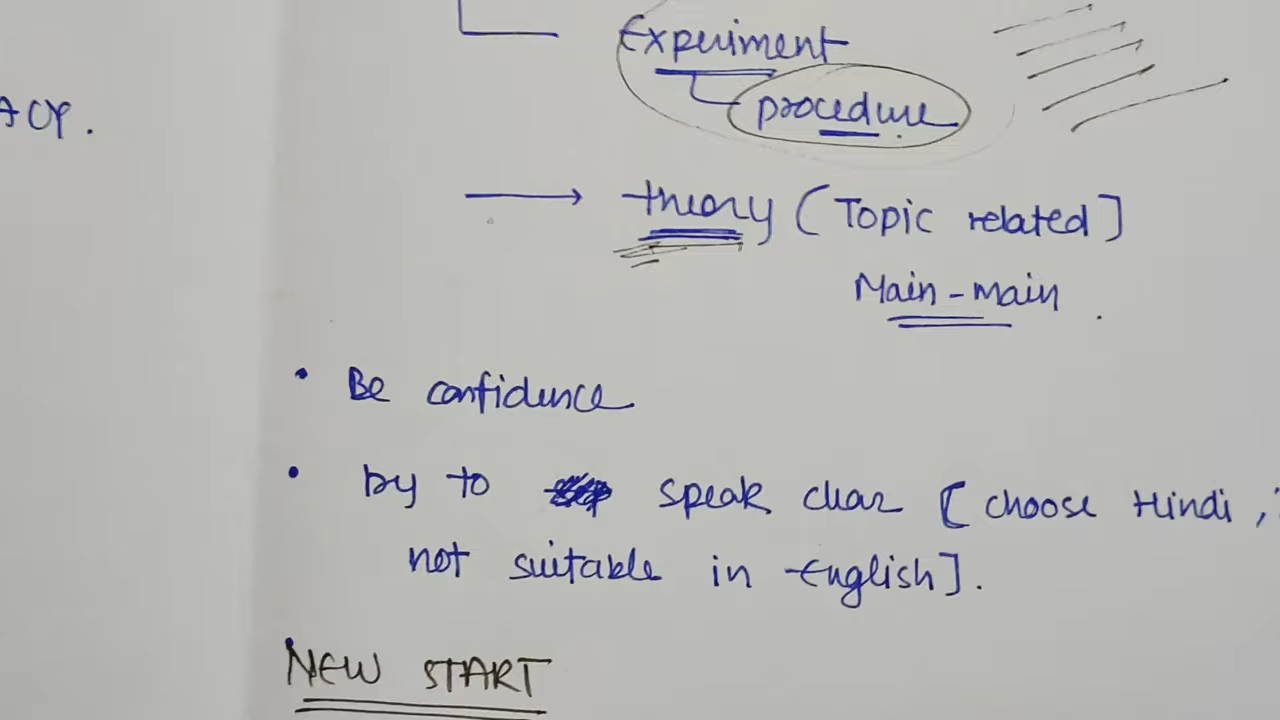 Experiment
procedure
ACP.
theory (Topic related]
Main-main
• Be confidence
• try to speak clear [choose Hindi,
not suitable in English].
NEW START